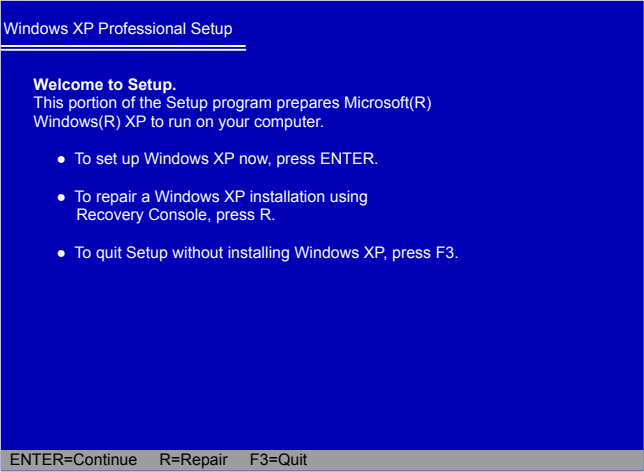 Windows XP Professional Setup
Welcome to Setup.
This portion of the Setup program prepares Microsoft(R)
Windows(R) XP to run on your computer.
● To set up Windows XP now, press ENTER.
● To repair a Windows XP installation using
Recovery Console, press R.
● To quit Setup without installing Windows XP, press F3.
ENTER=Continue R=Repair F3=Quit